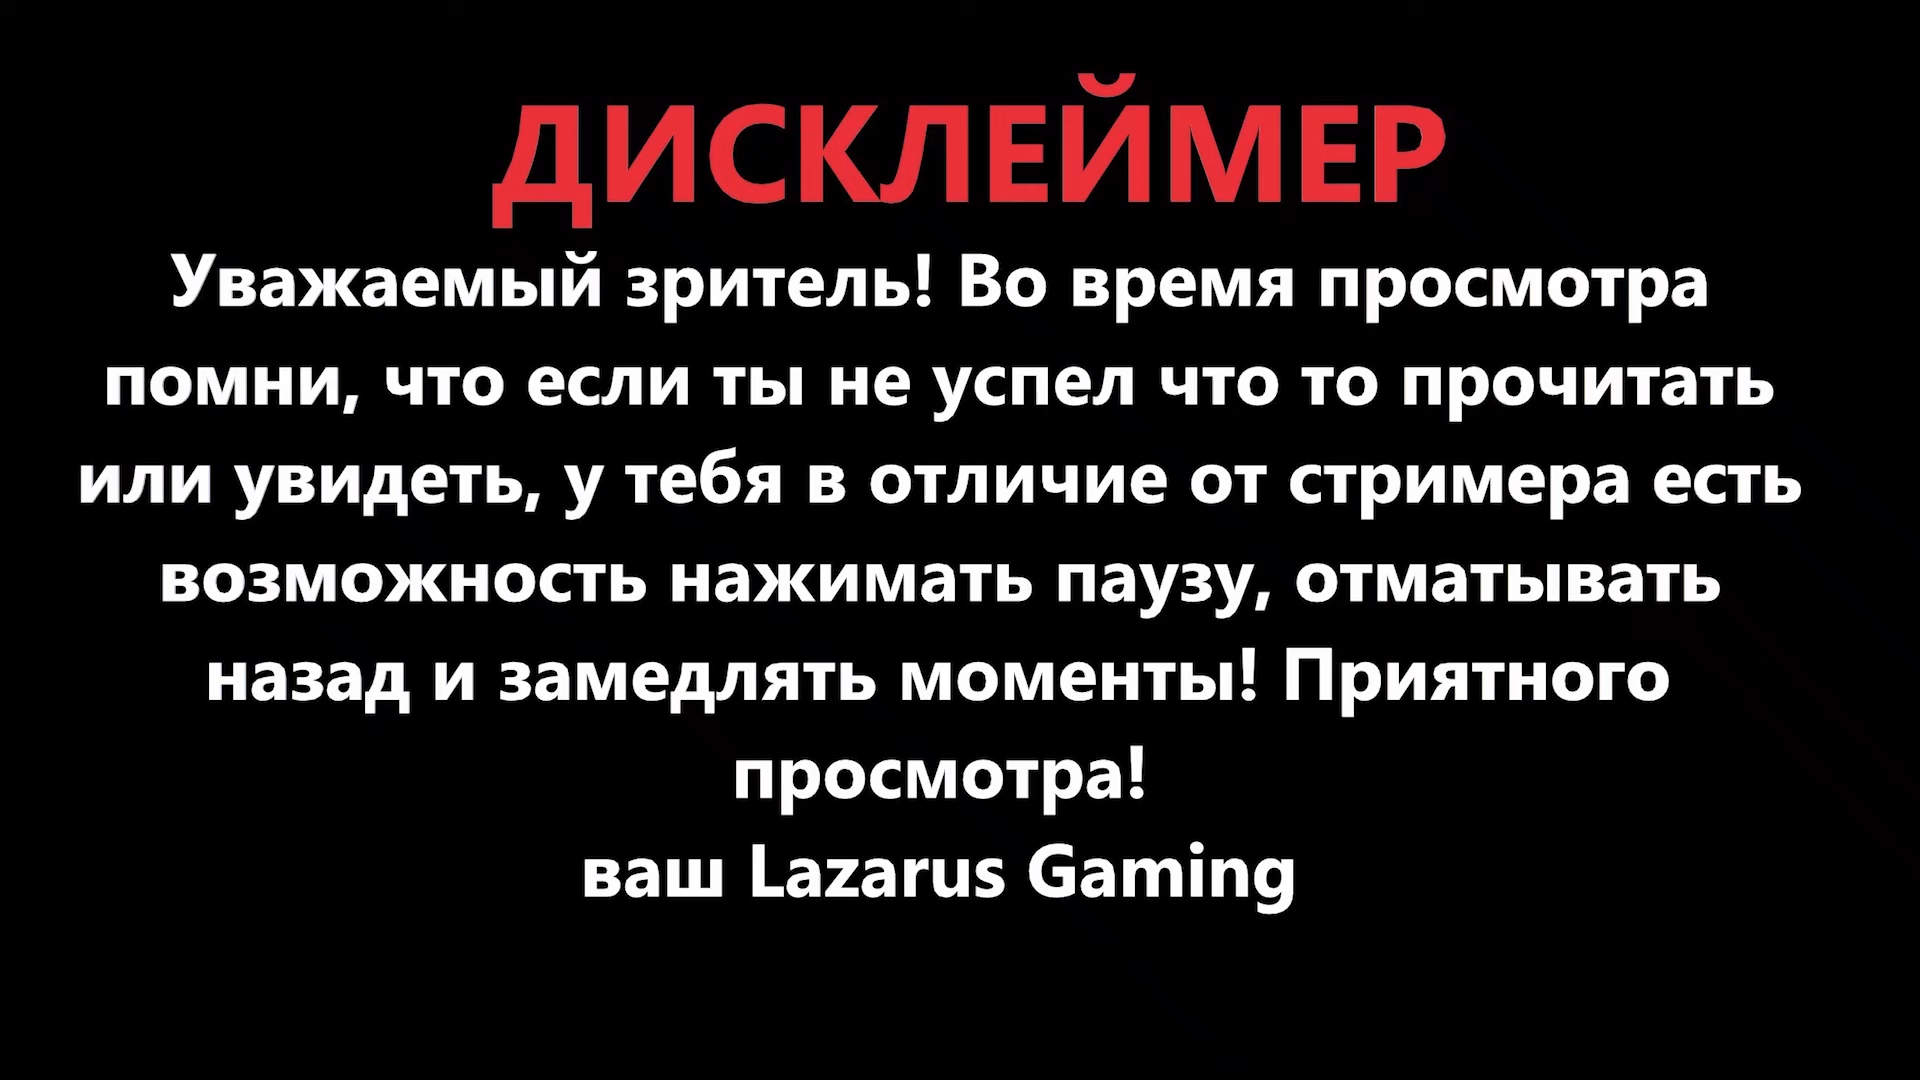 ДИСКЛЕЙМЕР
Уважаемый зритель! Во время просмотра
помни, что если ты не успел что то прочитать
или увидеть, у тебя в отличие от стримера есть
возможность нажимать паузу, отматывать
назад и замедлять моменты! Приятного
просмотра!
ваш Lazarus Gaming